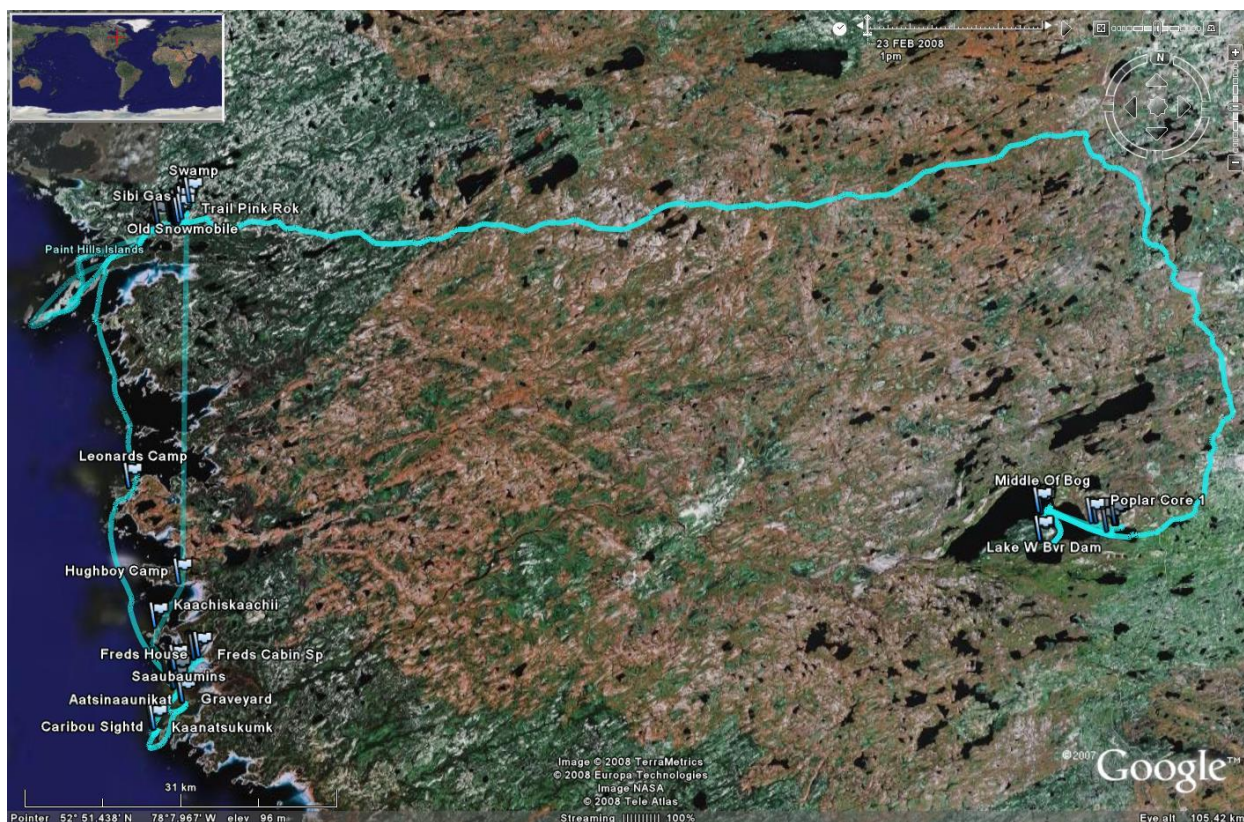 23 FEB 2008
1pm
N
Swamp
Sibi Gas
Trail Pink Rok
Old Snowmobile
Paint Hills Islands
Leonards Camp
Middle Of Bog
Poplar Core 1
Lake W Bvr Dam
Hughboy Camp
Kaachiskaachii
Freds House
Freds Cabin Sp
Saaubaumins
Aatsinaaunikat
Graveyard
Caribou Sightd
Kaanatsukumk
Image © 2008 TerraMetrics
© 2008 Europa Technologies
Image NASA
© 2008 Tele Atlas
©2007 Google™
31 km
Pointer 52° 51.438' N 78°7.967' W elev 96 m
Streaming |||||||||| 100%
Eye alt 105.42 km